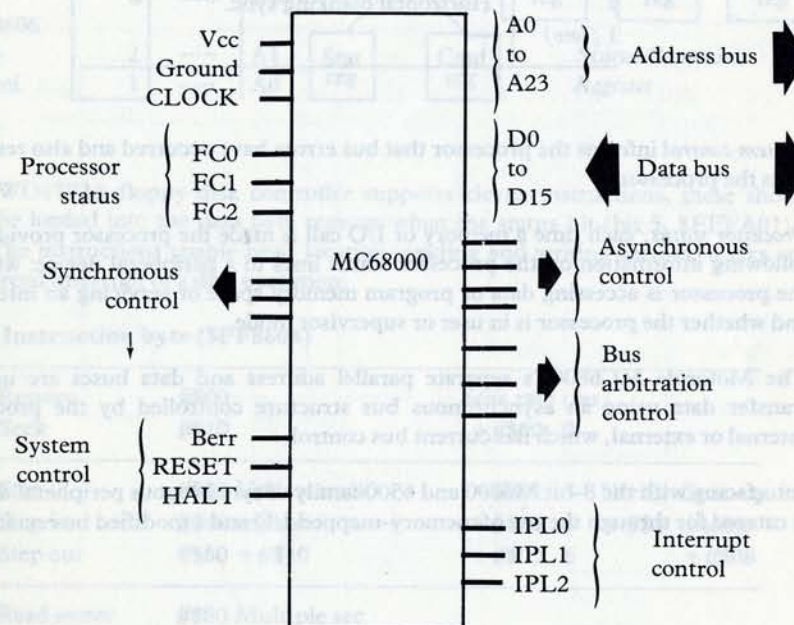 Vcc
Ground
CLOCK
Processor
status
FC0
FC1
FC2
Synchronous
control
System
control
Berr
RESET
HALT
MC68000
A0
to
A23
Address bus
D0
to
D15
Data bus
Asynchronous
control
Bus
arbitration
control
IPL0
IPL1
IPL2
Interrupt
control